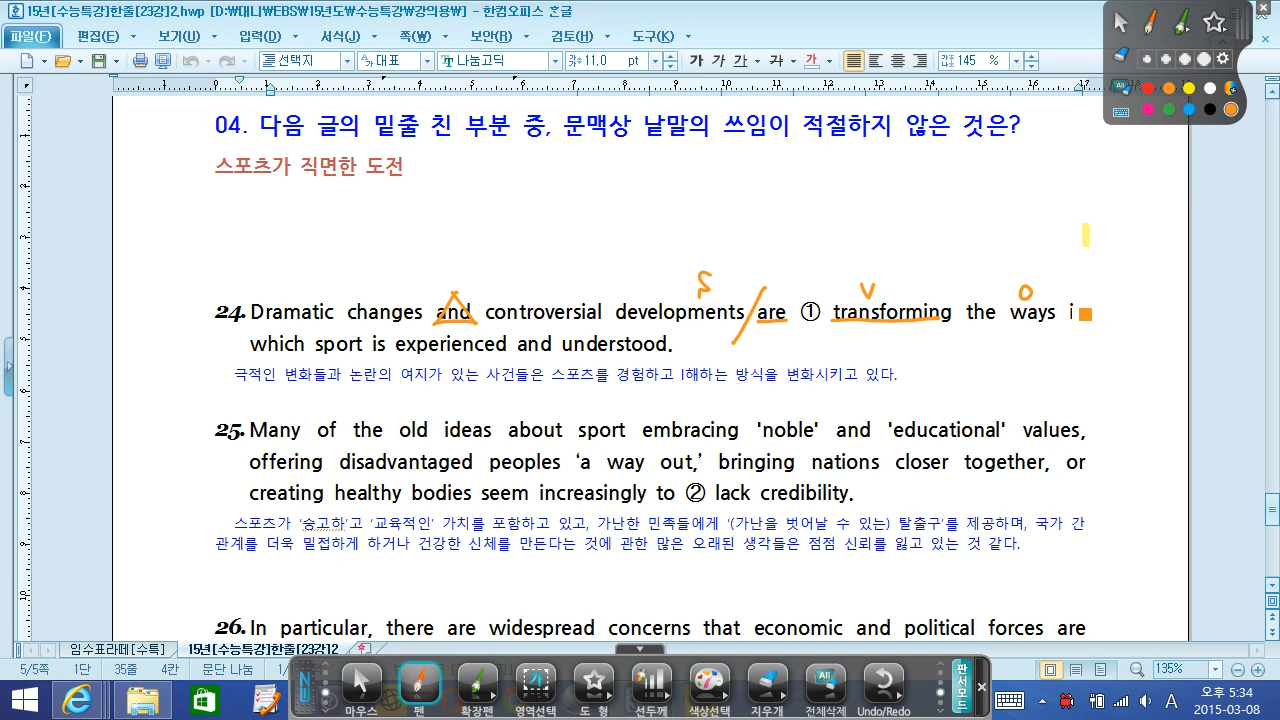 15년[수능특강]한줄[23강]2.hwp [D:₩대니₩EBS₩15년도₩수능특강₩강의용₩] - 한컴오피스 한글
파일(F) 편집(E) 보기(U) 입력(D) 서식(J) 쪽(W) 보안(B) 검토(H) 도구(K)
선택지 대표 나눔고딕 11.0 pt 가 가 가 가 가 145 %
04. 다음 글의 밑줄 친 부분 중, 문맥상 낱말의 쓰임이 적절하지 않은 것은?
스포츠가 직면한 도전
S V O
24. Dramatic changes and controversial developments are ① transforming the ways i
which sport is experienced and understood.
극적인 변화들과 논란의 여지가 있는 사건들은 스포츠를 경험하고 l해하는 방식을 변화시키고 있다.
25. Many of the old ideas about sport embracing 'noble' and 'educational' values,
offering disadvantaged peoples ‘a way out,’ bringing nations closer together, or
creating healthy bodies seem increasingly to ② lack credibility.
스포츠가 ‘숭고하’고 ‘교육적인’ 가치를 포함하고 있고, 가난한 민족들에게 ‘(가난을 벗어날 수 있는) 탈출구’를 제공하며, 국가 간
관계를 더욱 밀접하게 하거나 건강한 신체를 만든다는 것에 관한 많은 오래된 생각들은 점점 신뢰를 잃고 있는 것 같다.
26. In particular, there are widespread concerns that economic and political forces are
임수포라떼[수특] 15년[수능특강]한줄[23강]2
5/5쪽 1단 35줄 4칸 문단 나눔 135%
마우스 펜 확장펜 영역선택 도 형 선두께 색상선택 지우개 전체삭제 Undo/Redo 판서모드
오후 5:34
2015-03-08